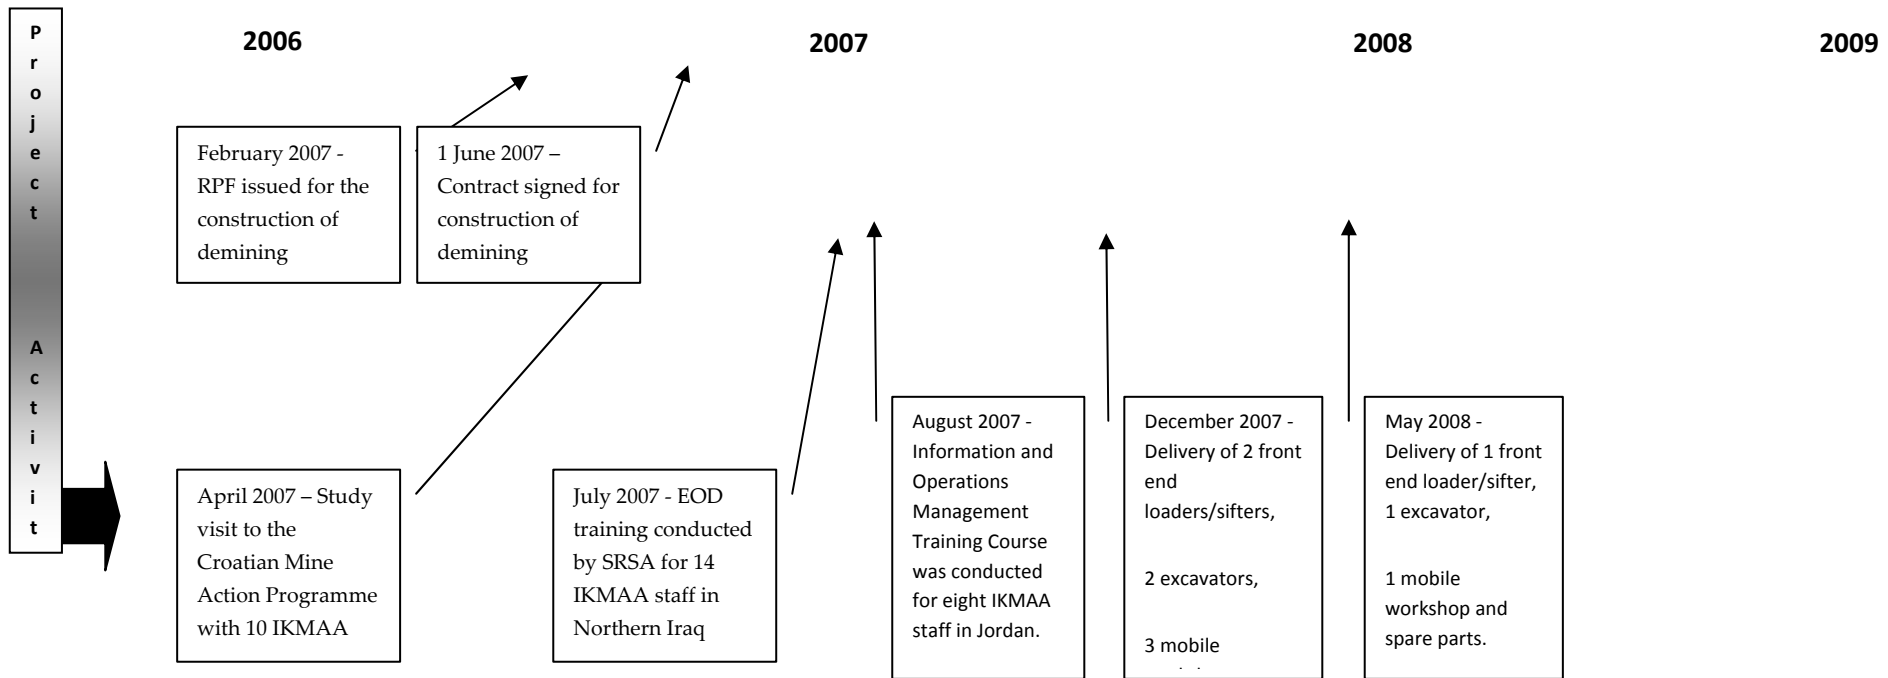 Project Activit
2006 2007 2008 2009
February 2007 -
RPF issued for the
construction of
demining
1 June 2007 –
Contract signed for
construction of
demining
April 2007 – Study
visit to the
Croatian Mine
Action Programme
with 10 IKMAA
July 2007 - EOD
training conducted
by SRSA for 14
IKMAA staff in
Northern Iraq
August 2007 -
Information and
Operations
Management
Training Course
was conducted
for eight IKMAA
staff in Jordan.
December 2007 -
Delivery of 2 front
end
loaders/sifters,
2 excavators,
3 mobile
May 2008 -
Delivery of 1 front
end loader/sifter,
1 excavator,
1 mobile
workshop and
spare parts.